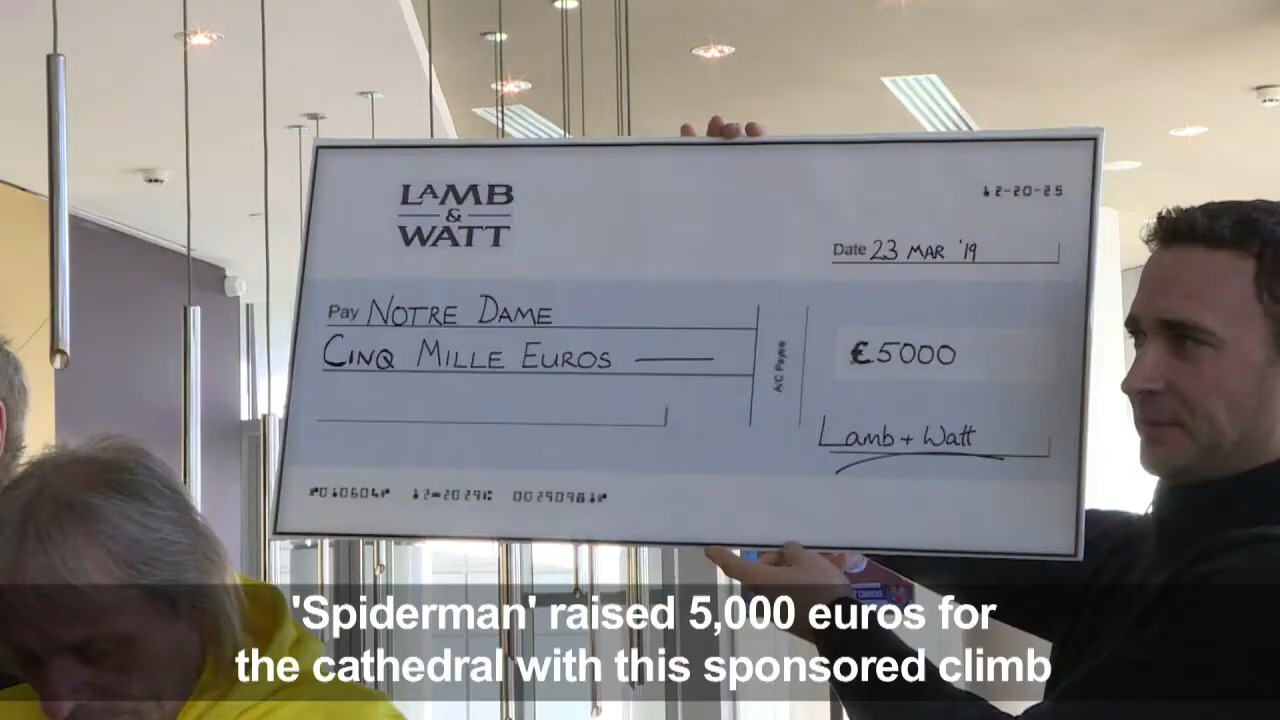 LAMB
&
WATT
12-20-25
Date 23 MAR '19
Pay NOTRE DAME
CINQ MILLE EUROS
A/C Payee
€5000
Lamb + Watt
'Spiderman' raised 5,000 euros for
the cathedral with this sponsored climb